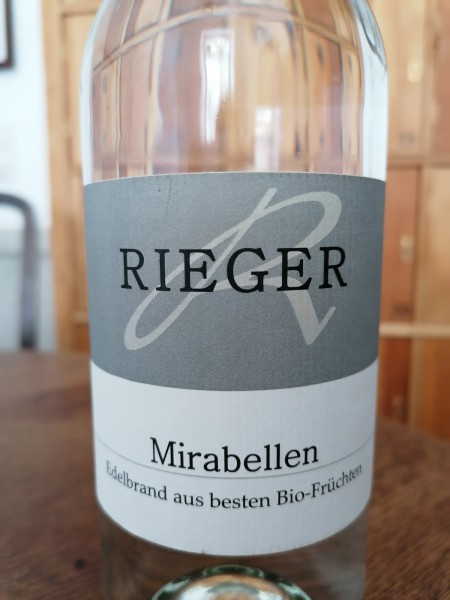 R
RIEGER
Mirabellen
Edelbrand aus besten Bio-Früchten